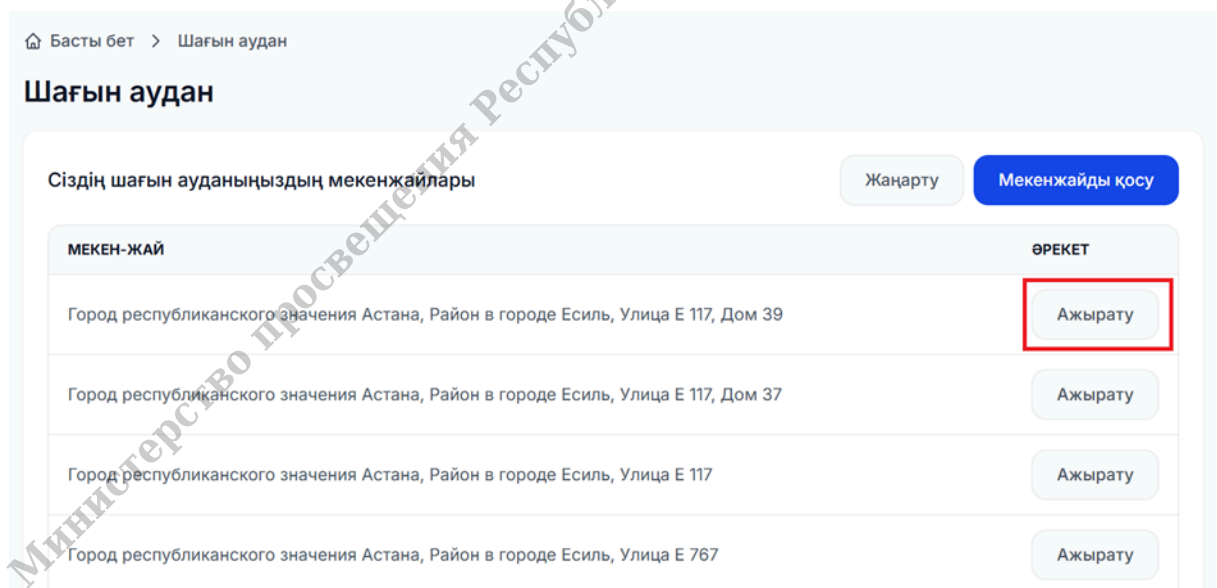 Басты бет > Шағын аудан
Шағын аудан
Сіздің шағын ауданыңыздың мекенжайлары
Жаңарту
Мекенжайды қосу
МЕКЕН-ЖАЙ
ӘРЕКЕТ
Город республиканского значения Астана, Район в городе Есиль, Улица Е 117, Дом 39
Ажырату
Город республиканского значения Астана, Район в городе Есиль, Улица Е 117, Дом 37
Ажырату
Город республиканского значения Астана, Район в городе Есиль, Улица Е 117
Ажырату
Город республиканского значения Астана, Район в городе Есиль, Улица Е 767
Ажырату
Министерство просвещения